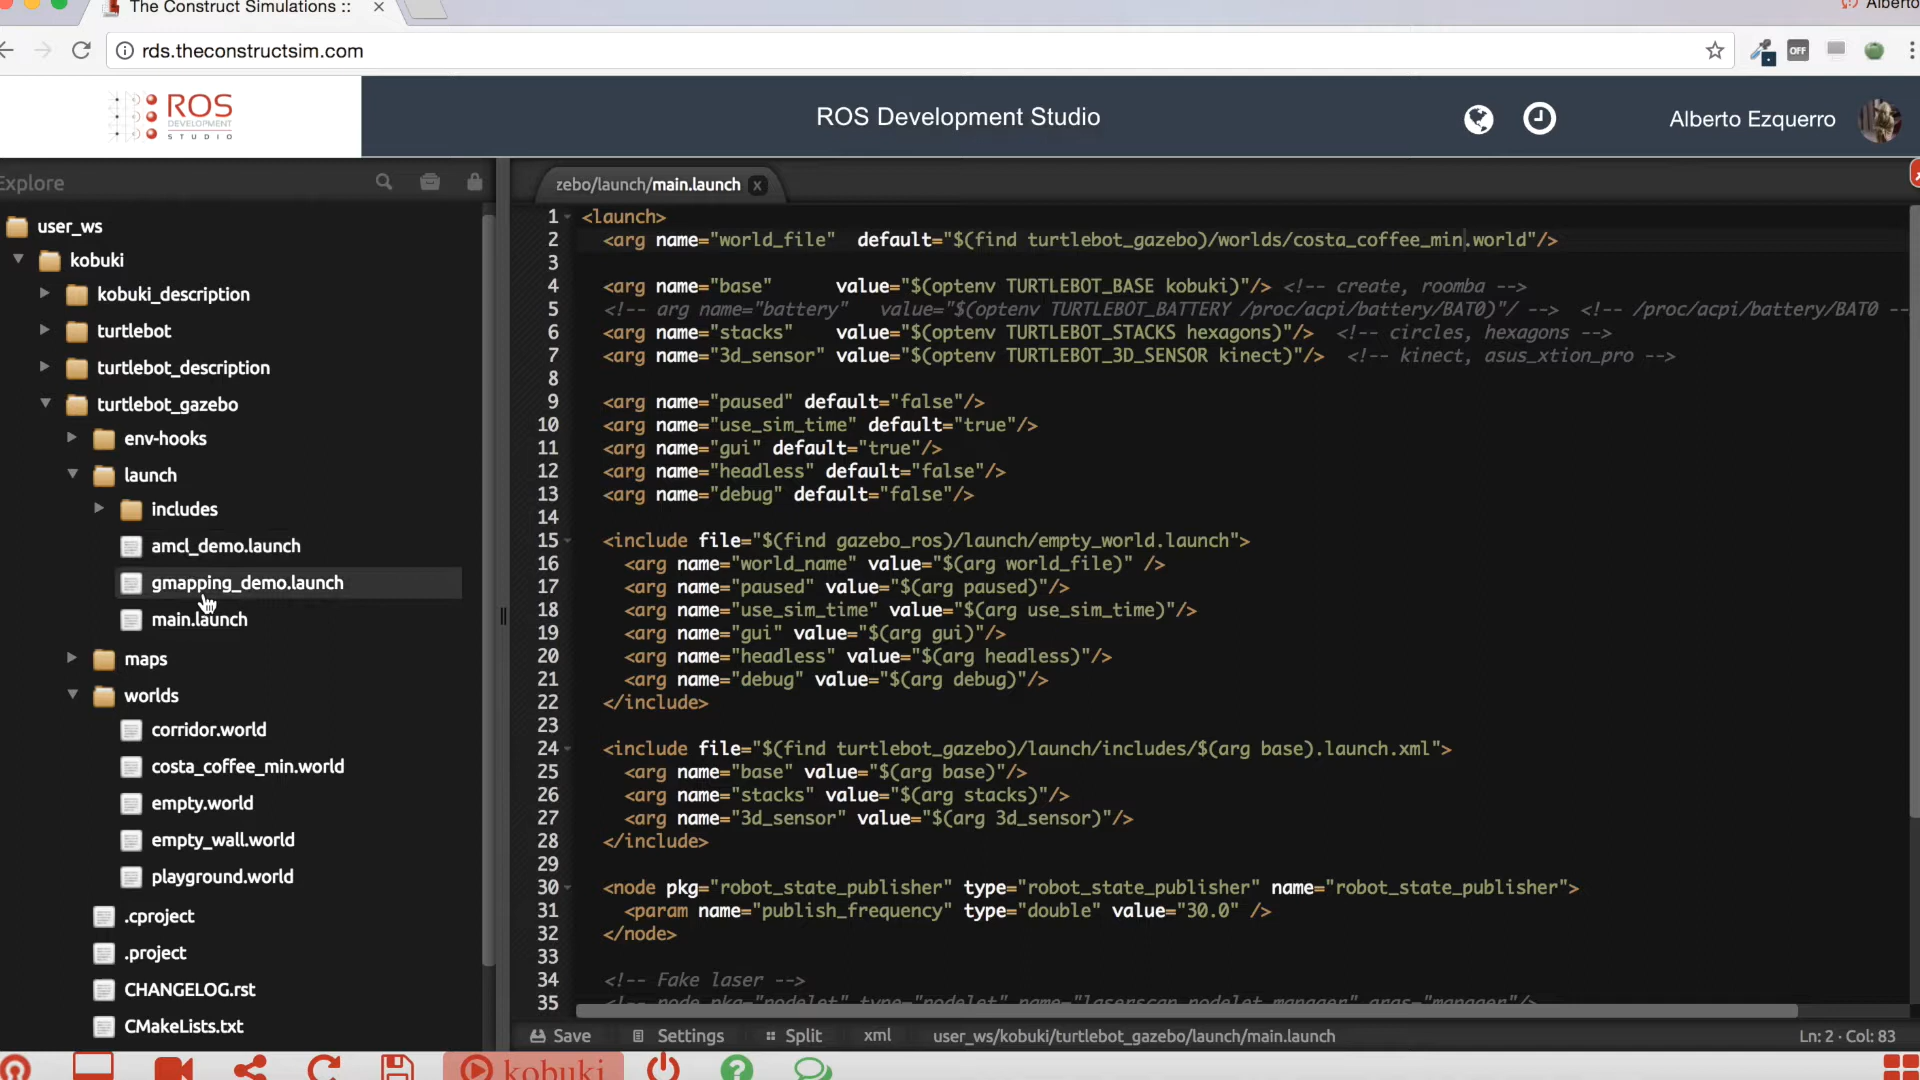 The Construct Simulations ::
Alberto
rds.theconstructsim.com
OFF
ROS
DEVELOPMENT
STUDIO
ROS Development Studio
Alberto Ezquerro
Explore
user_ws
kobuki
kobuki_description
turtlebot
turtlebot_description
turtlebot_gazebo
env-hooks
launch
includes
amcl_demo.launch
gmapping_demo.launch
main.launch
maps
worlds
corridor.world
costa_coffee_min.world
empty.world
empty_wall.world
playground.world
.cproject
.project
CHANGELOG.rst
CMakeLists.txt
zebo/launch/main.launch
1 <launch>
2 <arg name="world_file" default="$(find turtlebot_gazebo)/worlds/costa_coffee_min.world"/>
3
4 <arg name="base" value="$(optenv TURTLEBOT_BASE kobuki)"/> <!-- create, roomba -->
5 <!-- arg name="battery" value="$(optenv TURTLEBOT_BATTERY /proc/acpi/battery/BAT0)"/ --> <!-- /proc/acpi/battery/BAT0 --
6 <arg name="stacks" value="$(optenv TURTLEBOT_STACKS hexagons)"/> <!-- circles, hexagons -->
7 <arg name="3d_sensor" value="$(optenv TURTLEBOT_3D_SENSOR kinect)"/> <!-- kinect, asus_xtion_pro -->
8
9 <arg name="paused" default="false"/>
10 <arg name="use_sim_time" default="true"/>
11 <arg name="gui" default="true"/>
12 <arg name="headless" default="false"/>
13 <arg name="debug" default="false"/>
14
15 <include file="$(find gazebo_ros)/launch/empty_world.launch">
16 <arg name="world_name" value="$(arg world_file)" />
17 <arg name="paused" value="$(arg paused)"/>
18 <arg name="use_sim_time" value="$(arg use_sim_time)"/>
19 <arg name="gui" value="$(arg gui)"/>
20 <arg name="headless" value="$(arg headless)"/>
21 <arg name="debug" value="$(arg debug)"/>
22 </include>
23
24 <include file="$(find turtlebot_gazebo)/launch/includes/$(arg base).launch.xml">
25 <arg name="base" value="$(arg base)"/>
26 <arg name="stacks" value="$(arg stacks)"/>
27 <arg name="3d_sensor" value="$(arg 3d_sensor)"/>
28 </include>
29
30 <node pkg="robot_state_publisher" type="robot_state_publisher" name="robot_state_publisher">
31 <param name="publish_frequency" type="double" value="30.0" />
32 </node>
33
34 <!-- Fake laser -->
35 <!-- node pkg="nodelet" type="nodelet" name="laserscan_nodelet_manager" args="manager"/>
Save
Settings
Split
xml
user_ws/kobuki/turtlebot_gazebo/launch/main.launch
Ln: 2 · Col: 83
kobuki